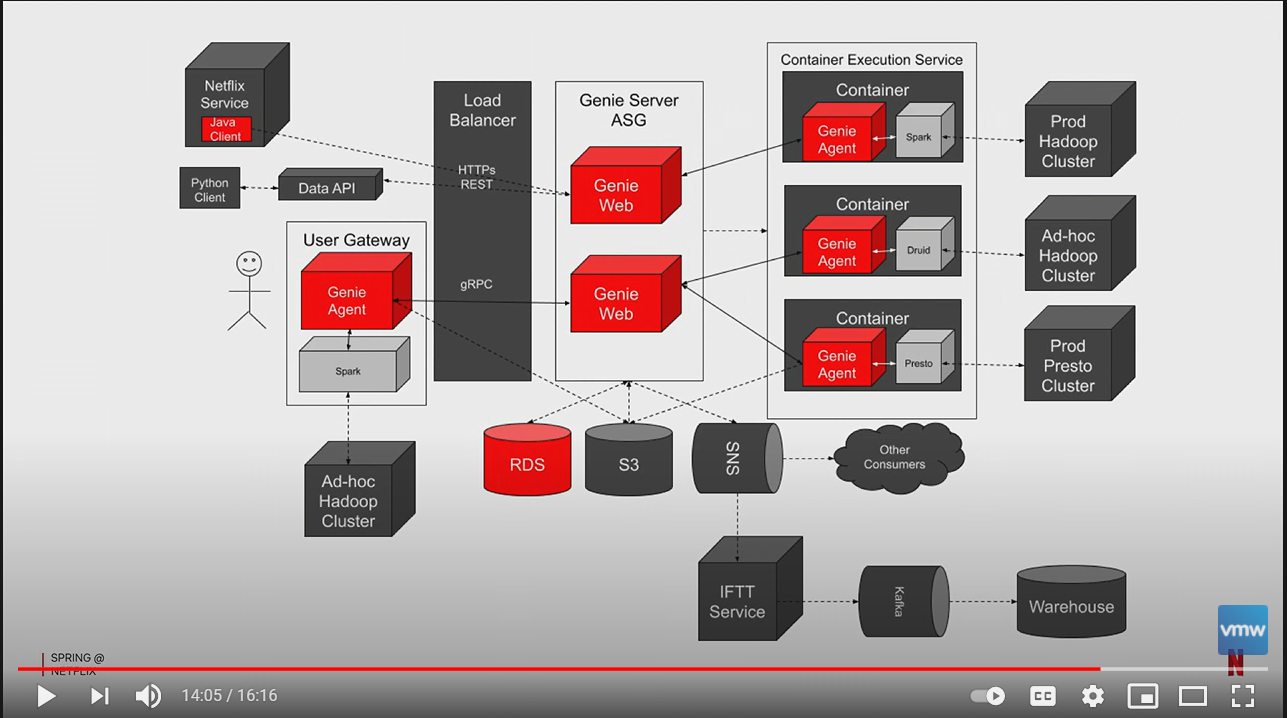 Netflix
Service
Java
Client
Python
Client
Data API
User Gateway
Genie
Agent
Spark
Ad-hoc
Hadoop
Cluster
Load
Balancer
HTTPs
REST
gRPC
Genie Server
ASG
Genie
Web
Genie
Web
Container Execution Service
Container
Genie
Agent
Spark
Container
Genie
Agent
Druid
Container
Genie
Agent
Presto
Prod
Hadoop
Cluster
Ad-hoc
Hadoop
Cluster
Prod
Presto
Cluster
RDS
S3
SNS
Other
Consumers
IFTT
Service
Kafka
Warehouse
vmw
N
SPRING @
NETFLIX
14:05 / 16:16
CC